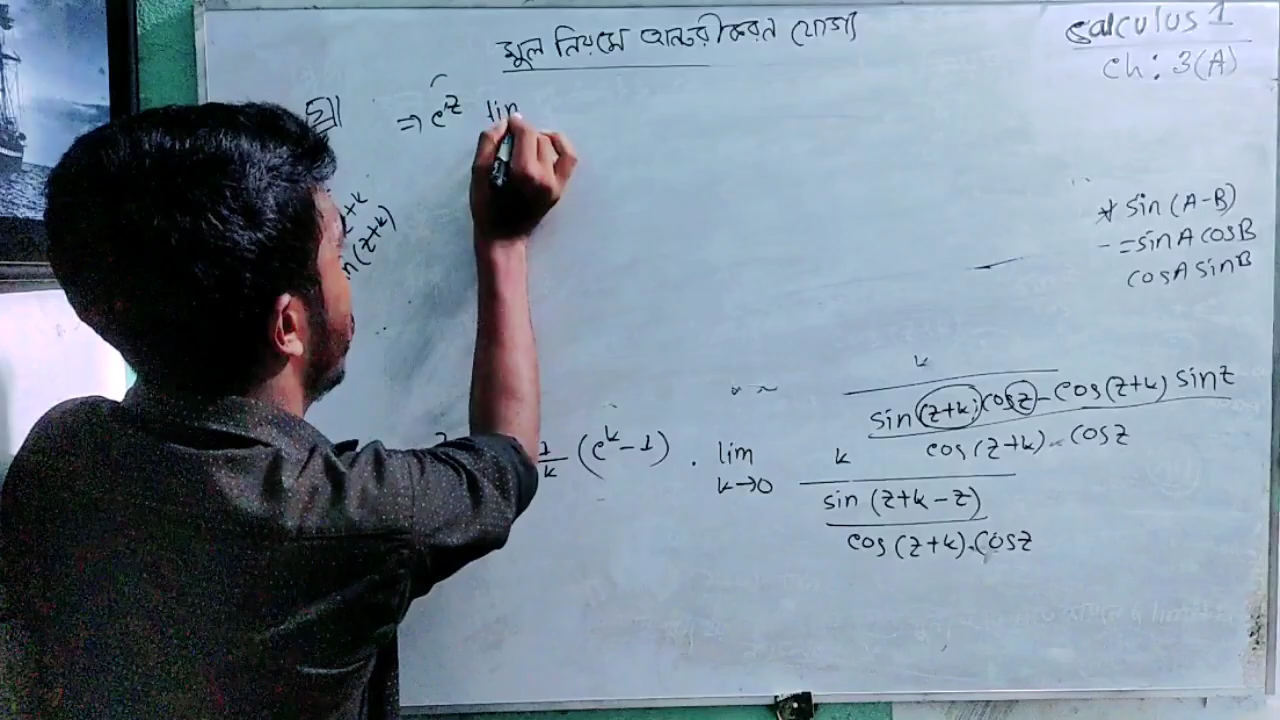 মূল নিয়মে অন্তরীকরণ যোগ্য
Calculus 1
ch: 3(A)
ঘ।
⇒ e^z lim
z+k
n(z+k)
* sin (A-B)
- = sin A cos B
cos A sin B
k
sin (z+k) cos z - cos (z+k) sin z
cos (z+k) - cos z
1/k (e^k - 1) . lim k
k→0
sin (z+k - z)
cos (z+k) . cos z